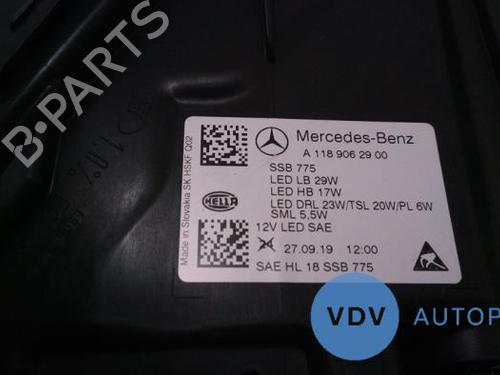 B-PARTS
1.0%
Made in Slovakia SK HSKF Q02
Mercedes-Benz
A 118 906 29 00
SSB 775
LED LB 29W
LED HB 17W
LED DRL 23W/TSL 20W/PL 6W
SML 5,5W
HELLA
12V LED SAE
27.09.19 12:00
SAE HL 18 SSB 775
VDV
AUTOP